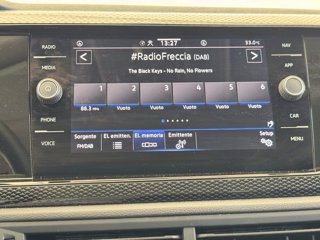 13:27 33.0°C
RADIO NAV
< #RadioFreccia (DAB) >
MEDIA APP
The Black Keys - No Rain, No Flowers
1 2 3 4 5 6
Vuoto Vuoto Vuoto Vuoto Vuoto
PHONE CAR
Sorgente El. emitten. El. memoria Emittente Setup
VOICE FM/DAB MENU